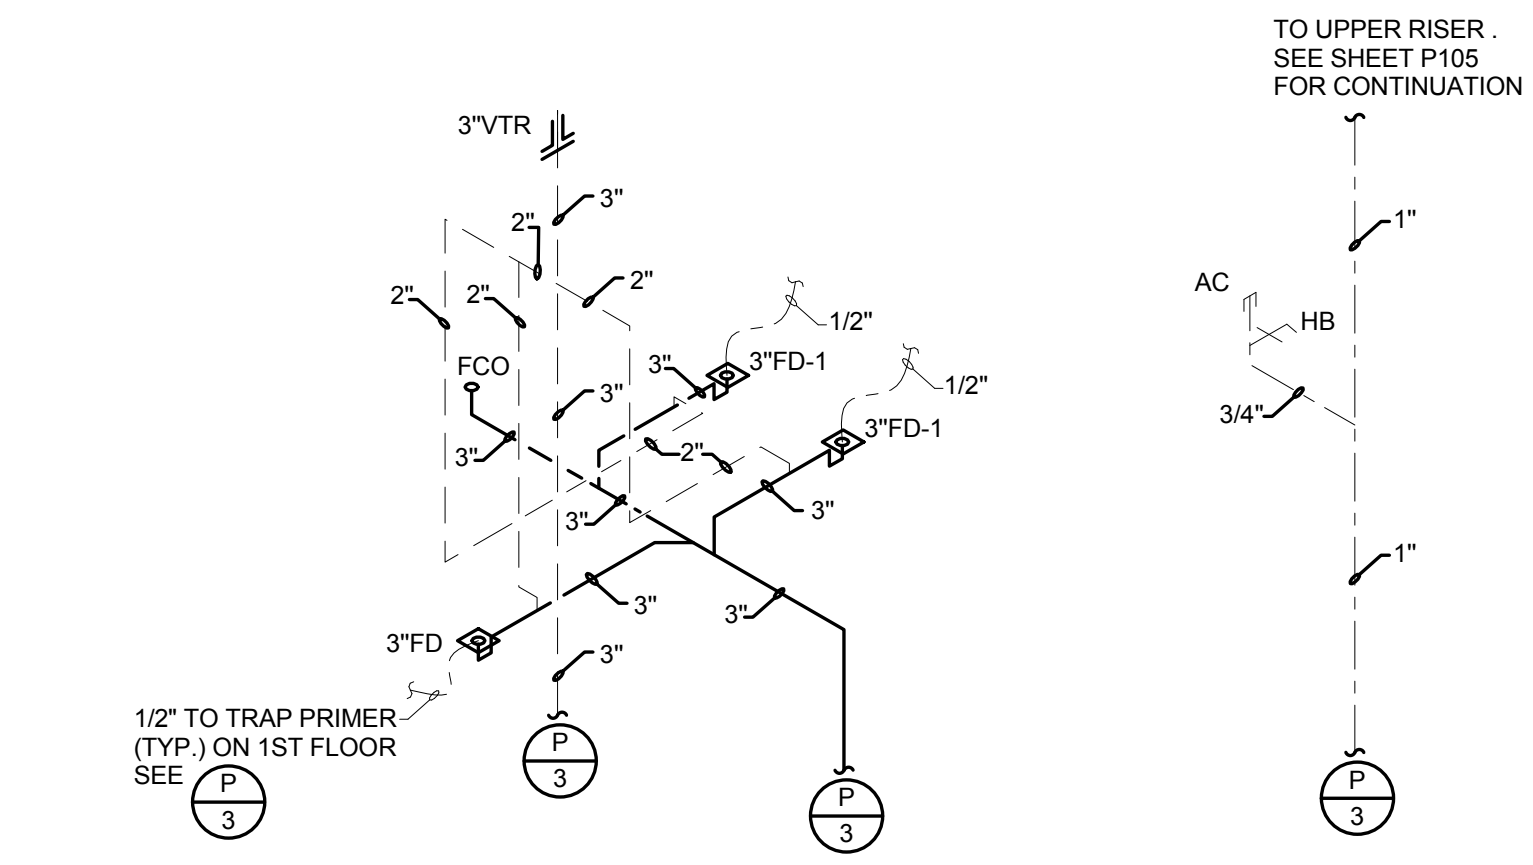 TO UPPER RISER .
SEE SHEET P105
FOR CONTINUATION
3"VTR
3"
2"
2"
1"
2"
2"
AC
1/2"
HB
FCO
3"
3"FD-1
1/2"
3"
3/4"
3"FD-1
3"
2"
3"
3"
1"
3"
3"
3"FD
3"
1/2" TO TRAP PRIMER
(TYP.) ON 1ST FLOOR
SEE
P
3
P
3
P
3
P
3